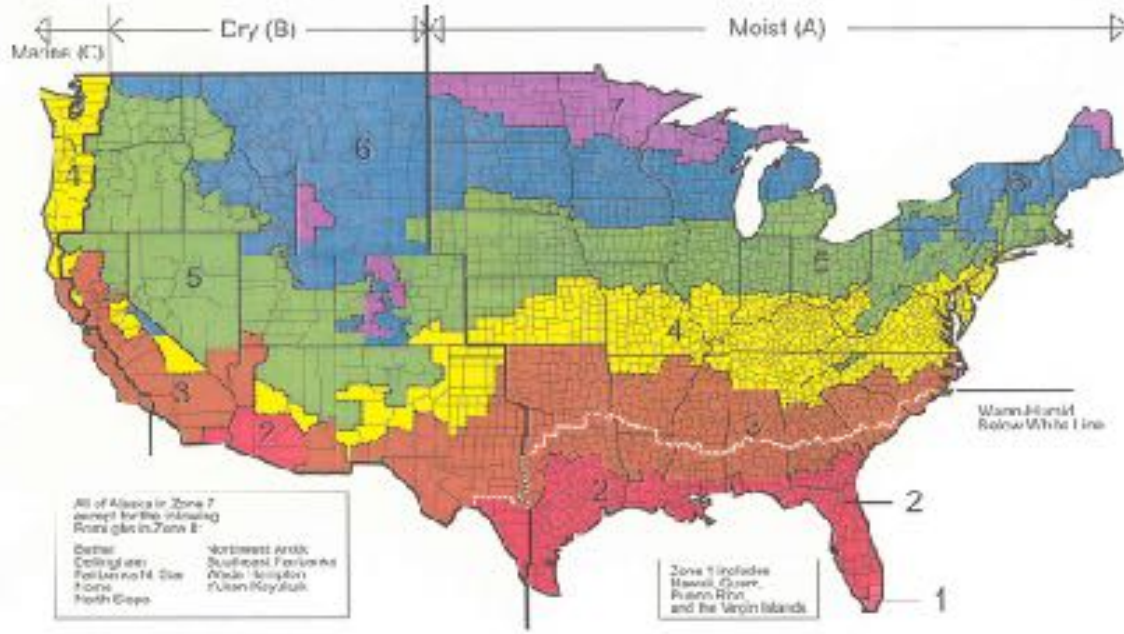 Dry (B)
Moist (A)
Marine (C)
7
6
6
4
5
5
4
3
3
2
2
Warm-Humid
Below White Line
2
1
All of Alaska in Zone 7
except for the following
Boroughs in Zone 8:
Bethel
Northwest Arctic
Dellingham
Southeast Fairbanks
Fairbanks N. Star
Wade Hampton
Nome
Yukon-Koyukuk
North Slope
Zone 1 includes
Hawaii, Guam,
Puerto Rico,
and the Virgin Islands